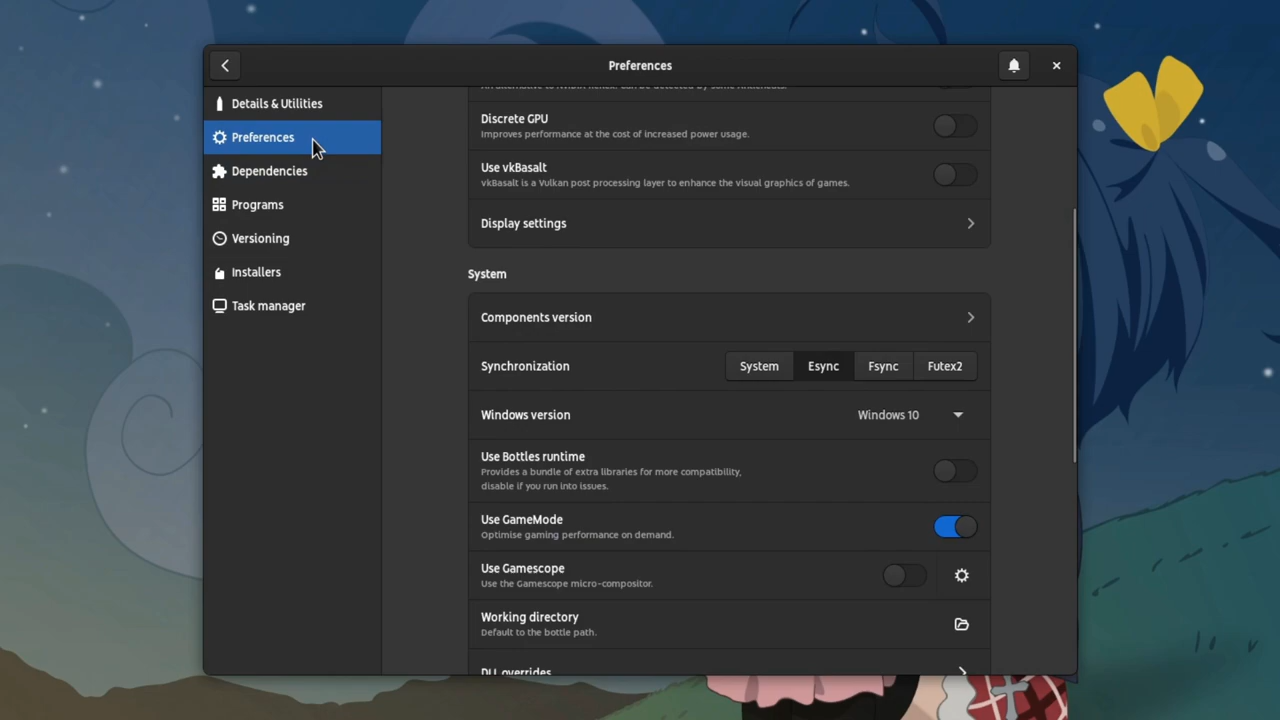 Preferences
Details & Utilities
Preferences
Dependencies
Programs
Versioning
Installers
Task manager
Discrete GPU
Improves performance at the cost of increased power usage.
Use vkBasalt
vkBasalt is a Vulkan post processing layer to enhance the visual graphics of games.
Display settings
System
Components version
Synchronization
System
Esync
Fsync
Futex2
Windows version
Windows 10
Use Bottles runtime
Provides a bundle of extra libraries for more compatibility,
disable if you run into issues.
Use GameMode
Optimise gaming performance on demand.
Use Gamescope
Use the Gamescope micro-compositor.
Working directory
Default to the bottle path.
DLL overrides